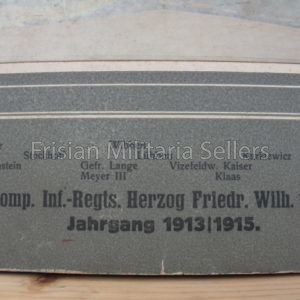 Frisian Militaria Sellers
Gefr. Lange
Vizefeldw. Kaiser
nstein
Meyer III
Klaas
omp. Inf.-Regts. Herzog Friedr. Wilh.
Jahrgang 1913|1915.